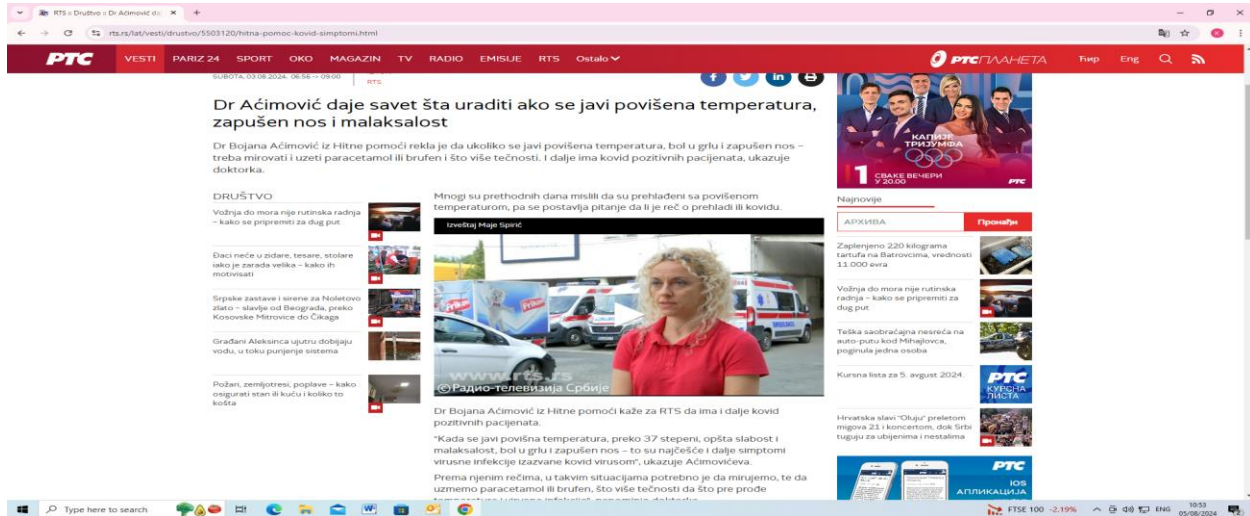 RTS :: Društvo :: Dr Aćimović da
rts.rs/lat/vesti/drustvo/5503120/hitna-pomoc-kovid-simptomi.html
РТС VESTI PARIZ 24 SPORT OKO MAGAZIN TV RADIO EMISIJE RTS Ostalo РТС ПЛАНЕТА Ћир Eng
SUBOTA, 03.08.2024, 06:56 -> 09:00
RTS
Dr Aćimović daje savet šta uraditi ako se javi povišena temperatura,
zapušen nos i malaksalost
Dr Bojana Aćimović iz Hitne pomoći rekla je da ukoliko se javi povišena temperatura, bol u grlu i zapušen nos –
treba mirovati i uzeti paracetamol ili brufen i što više tečnosti. I dalje ima kovid pozitivnih pacijenata, ukazuje
doktorka.
DRUŠTVO
Vožnja do mora nije rutinska radnja
– kako se pripremiti za dug put
Đaci neće u zidare, tesare, stolare
iako je zarada velika – kako ih
motivisati
Srpske zastave i sirene za Noletovo
zlato – slavlje od Beograda, preko
Kosovske Mitrovice do Čikaga
Građani Aleksinca ujutru dobijaju
vodu, u toku punjenje sistema
Požari, zemljotresi, poplave – kako
osigurati stan ili kuću i koliko to
košta
Mnogi su prethodnih dana mislili da su prehlađeni sa povišenom
temperaturom, pa se postavlja pitanje da li je reč o prehladi ili kovidu.
Izveštaj Maje Spirić
Frikom
www.rts.rs
©Радио-телевизија Србије
Dr Bojana Aćimović iz Hitne pomoći kaže za RTS da ima i dalje kovid
pozitivnih pacijenata.
"Kada se javi povišna temperatura, preko 37 stepeni, opšta slabost i
malaksalost, bol u grlu i zapušen nos – to su najčešće i dalje simptomi
virusne infekcije izazvane kovid virusom", ukazuje Aćimovićeva.
Prema njenim rečima, u takvim situacijama potrebno je da mirujemo, te da
uzmemo paracetamol ili brufen, što više tečnosti da što pre prođe
КАПИЈЕ
ТРИЈУМФА
1 СВАКЕ ВЕЧЕРИ
У 20.00
РТС
Najnovije
АРХИВА Пронађи
Zaplenjeno 220 kilograma
tartufa na Batrovcima, vrednosti
11.000 evra
Vožnja do mora nije rutinska
radnja – kako se pripremiti za
dug put
Teška saobraćajna nesreća na
auto-putu kod Mihajlovca,
poginula jedna osoba
Kursna lista za 5. avgust 2024.
РТС
КУРСНА
ЛИСТА
Hrvatska slavi "Oluju" preletom
migova 21 i koncertom, dok Srbi
tuguju za ubijenima i nestalima
РТС
iOS
АПЛИКАЦИЈА
Type here to search
FTSE 100 -2.19%
ENG
10:53
05/08/2024